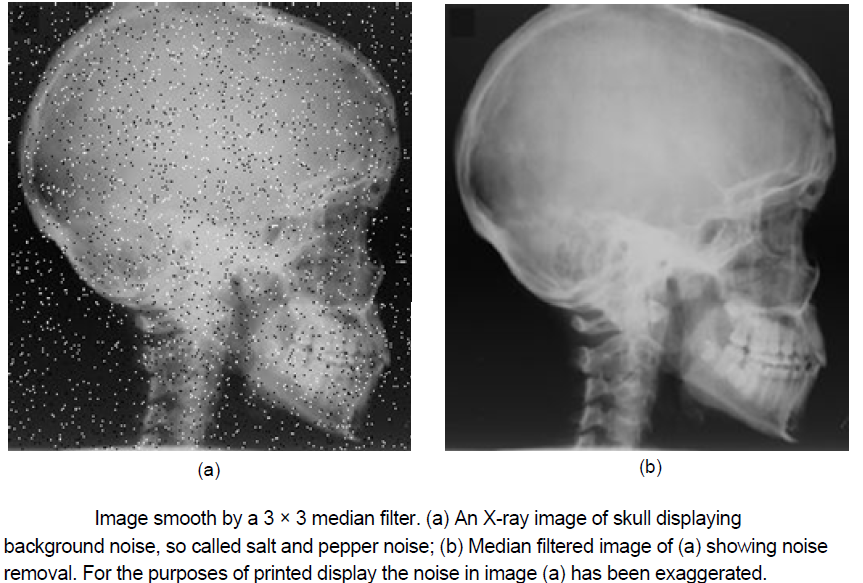 (a)
(b)
Image smooth by a 3 × 3 median filter. (a) An X-ray image of skull displaying
background noise, so called salt and pepper noise; (b) Median filtered image of (a) showing noise
removal. For the purposes of printed display the noise in image (a) has been exaggerated.